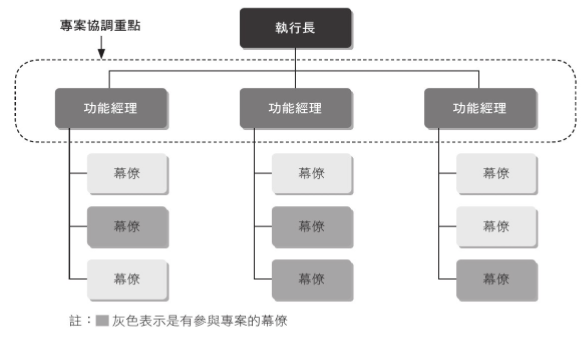 專案協調重點
執行長
功能經理 功能經理 功能經理
幕僚 幕僚 幕僚
幕僚 幕僚 幕僚
幕僚 幕僚 幕僚
註：灰色表示是有參與專案的幕僚